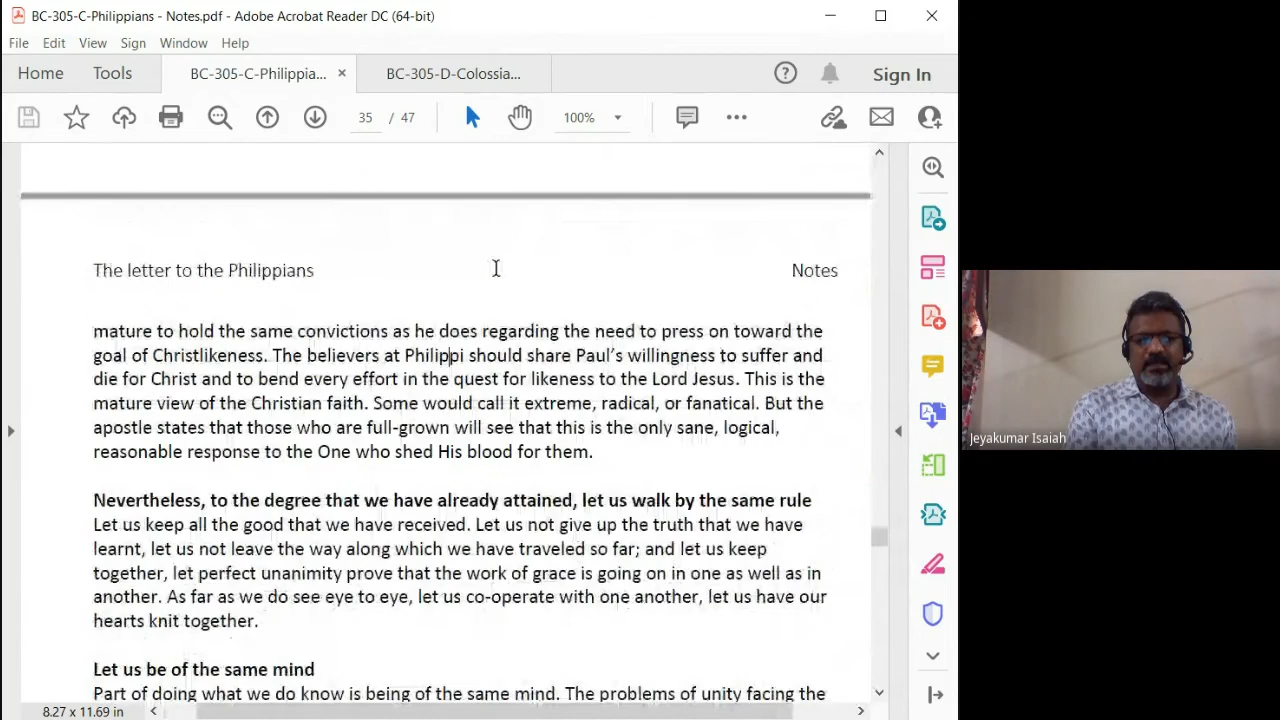 BC-305-C-Philippians - Notes.pdf - Adobe Acrobat Reader DC (64-bit)
File Edit View Sign Window Help
Home Tools BC-305-C-Philippia... × BC-305-D-Colossia... Sign In
35 / 47 100%
The letter to the Philippians Notes
mature to hold the same convictions as he does regarding the need to press on toward the
goal of Christlikeness. The believers at Philippi should share Paul's willingness to suffer and
die for Christ and to bend every effort in the quest for likeness to the Lord Jesus. This is the
mature view of the Christian faith. Some would call it extreme, radical, or fanatical. But the
apostle states that those who are full-grown will see that this is the only sane, logical,
reasonable response to the One who shed His blood for them.
Nevertheless, to the degree that we have already attained, let us walk by the same rule
Let us keep all the good that we have received. Let us not give up the truth that we have
learnt, let us not leave the way along which we have traveled so far; and let us keep
together, let perfect unanimity prove that the work of grace is going on in one as well as in
another. As far as we do see eye to eye, let us co-operate with one another, let us have our
hearts knit together.
Let us be of the same mind
Part of doing what we do know is being of the same mind. The problems of unity facing the
8.27 x 11.69 in
Jeyakumar Isaiah